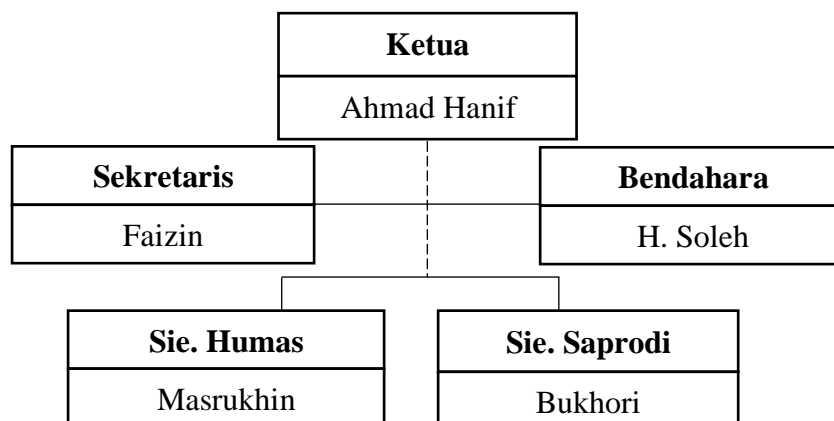 Ketua
Ahmad Hanif
Sekretaris
Faizin
Bendahara
H. Soleh
Sie. Humas
Masrukhin
Sie. Saprodi
Bukhori